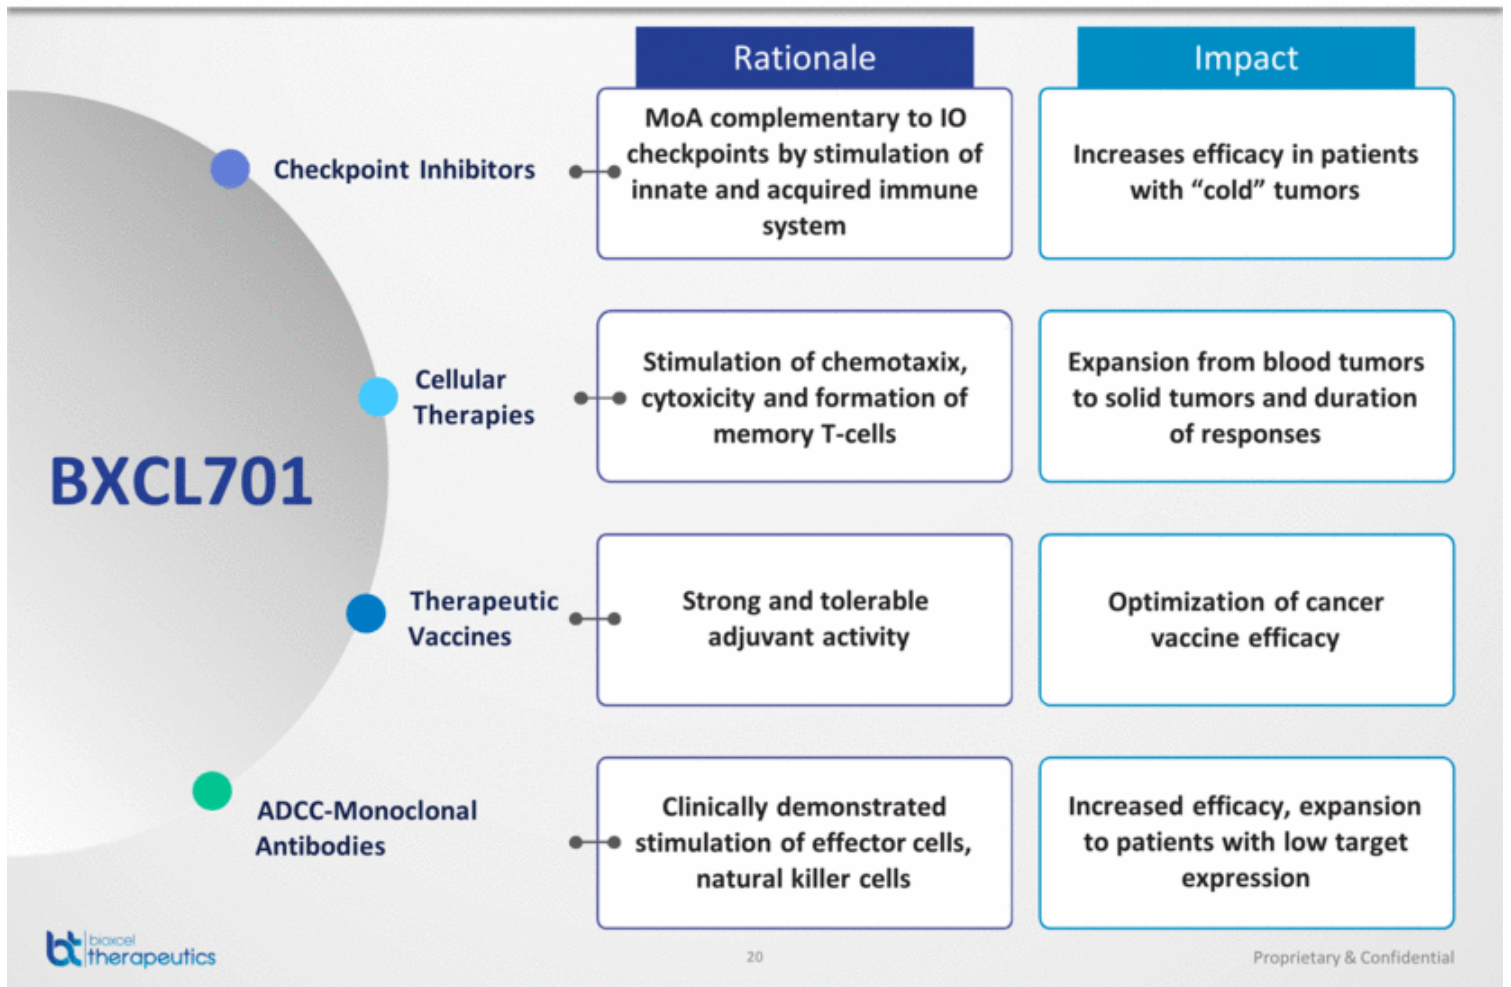 Rationale
Impact
Checkpoint Inhibitors
MoA complementary to IO
checkpoints by stimulation of
innate and acquired immune
system
Increases efficacy in patients
with “cold” tumors
Cellular
Therapies
Stimulation of chemotaxix,
cytoxicity and formation of
memory T-cells
Expansion from blood tumors
to solid tumors and duration
of responses
BXCL701
Therapeutic
Vaccines
Strong and tolerable
adjuvant activity
Optimization of cancer
vaccine efficacy
ADCC-Monoclonal
Antibodies
Clinically demonstrated
stimulation of effector cells,
natural killer cells
Increased efficacy, expansion
to patients with low target
expression
bt
bioxcel
therapeutics
20
Proprietary & Confidential